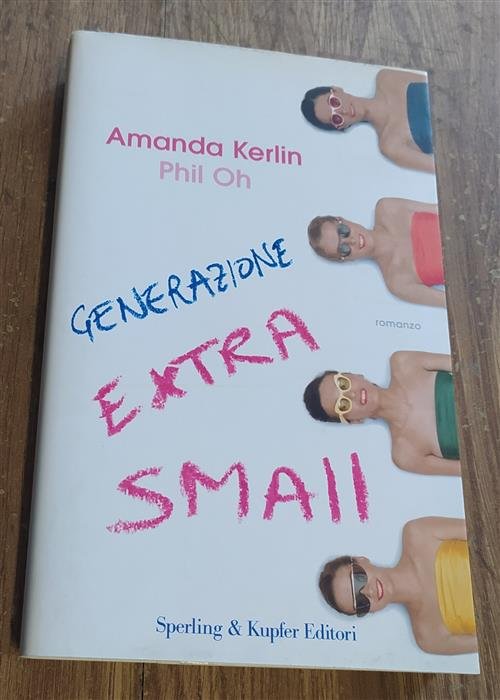 Amanda Kerlin
Phil Oh
GENERAZIONE
EXTRA
SMAll
romanzo
Sperling & Kupfer Editori